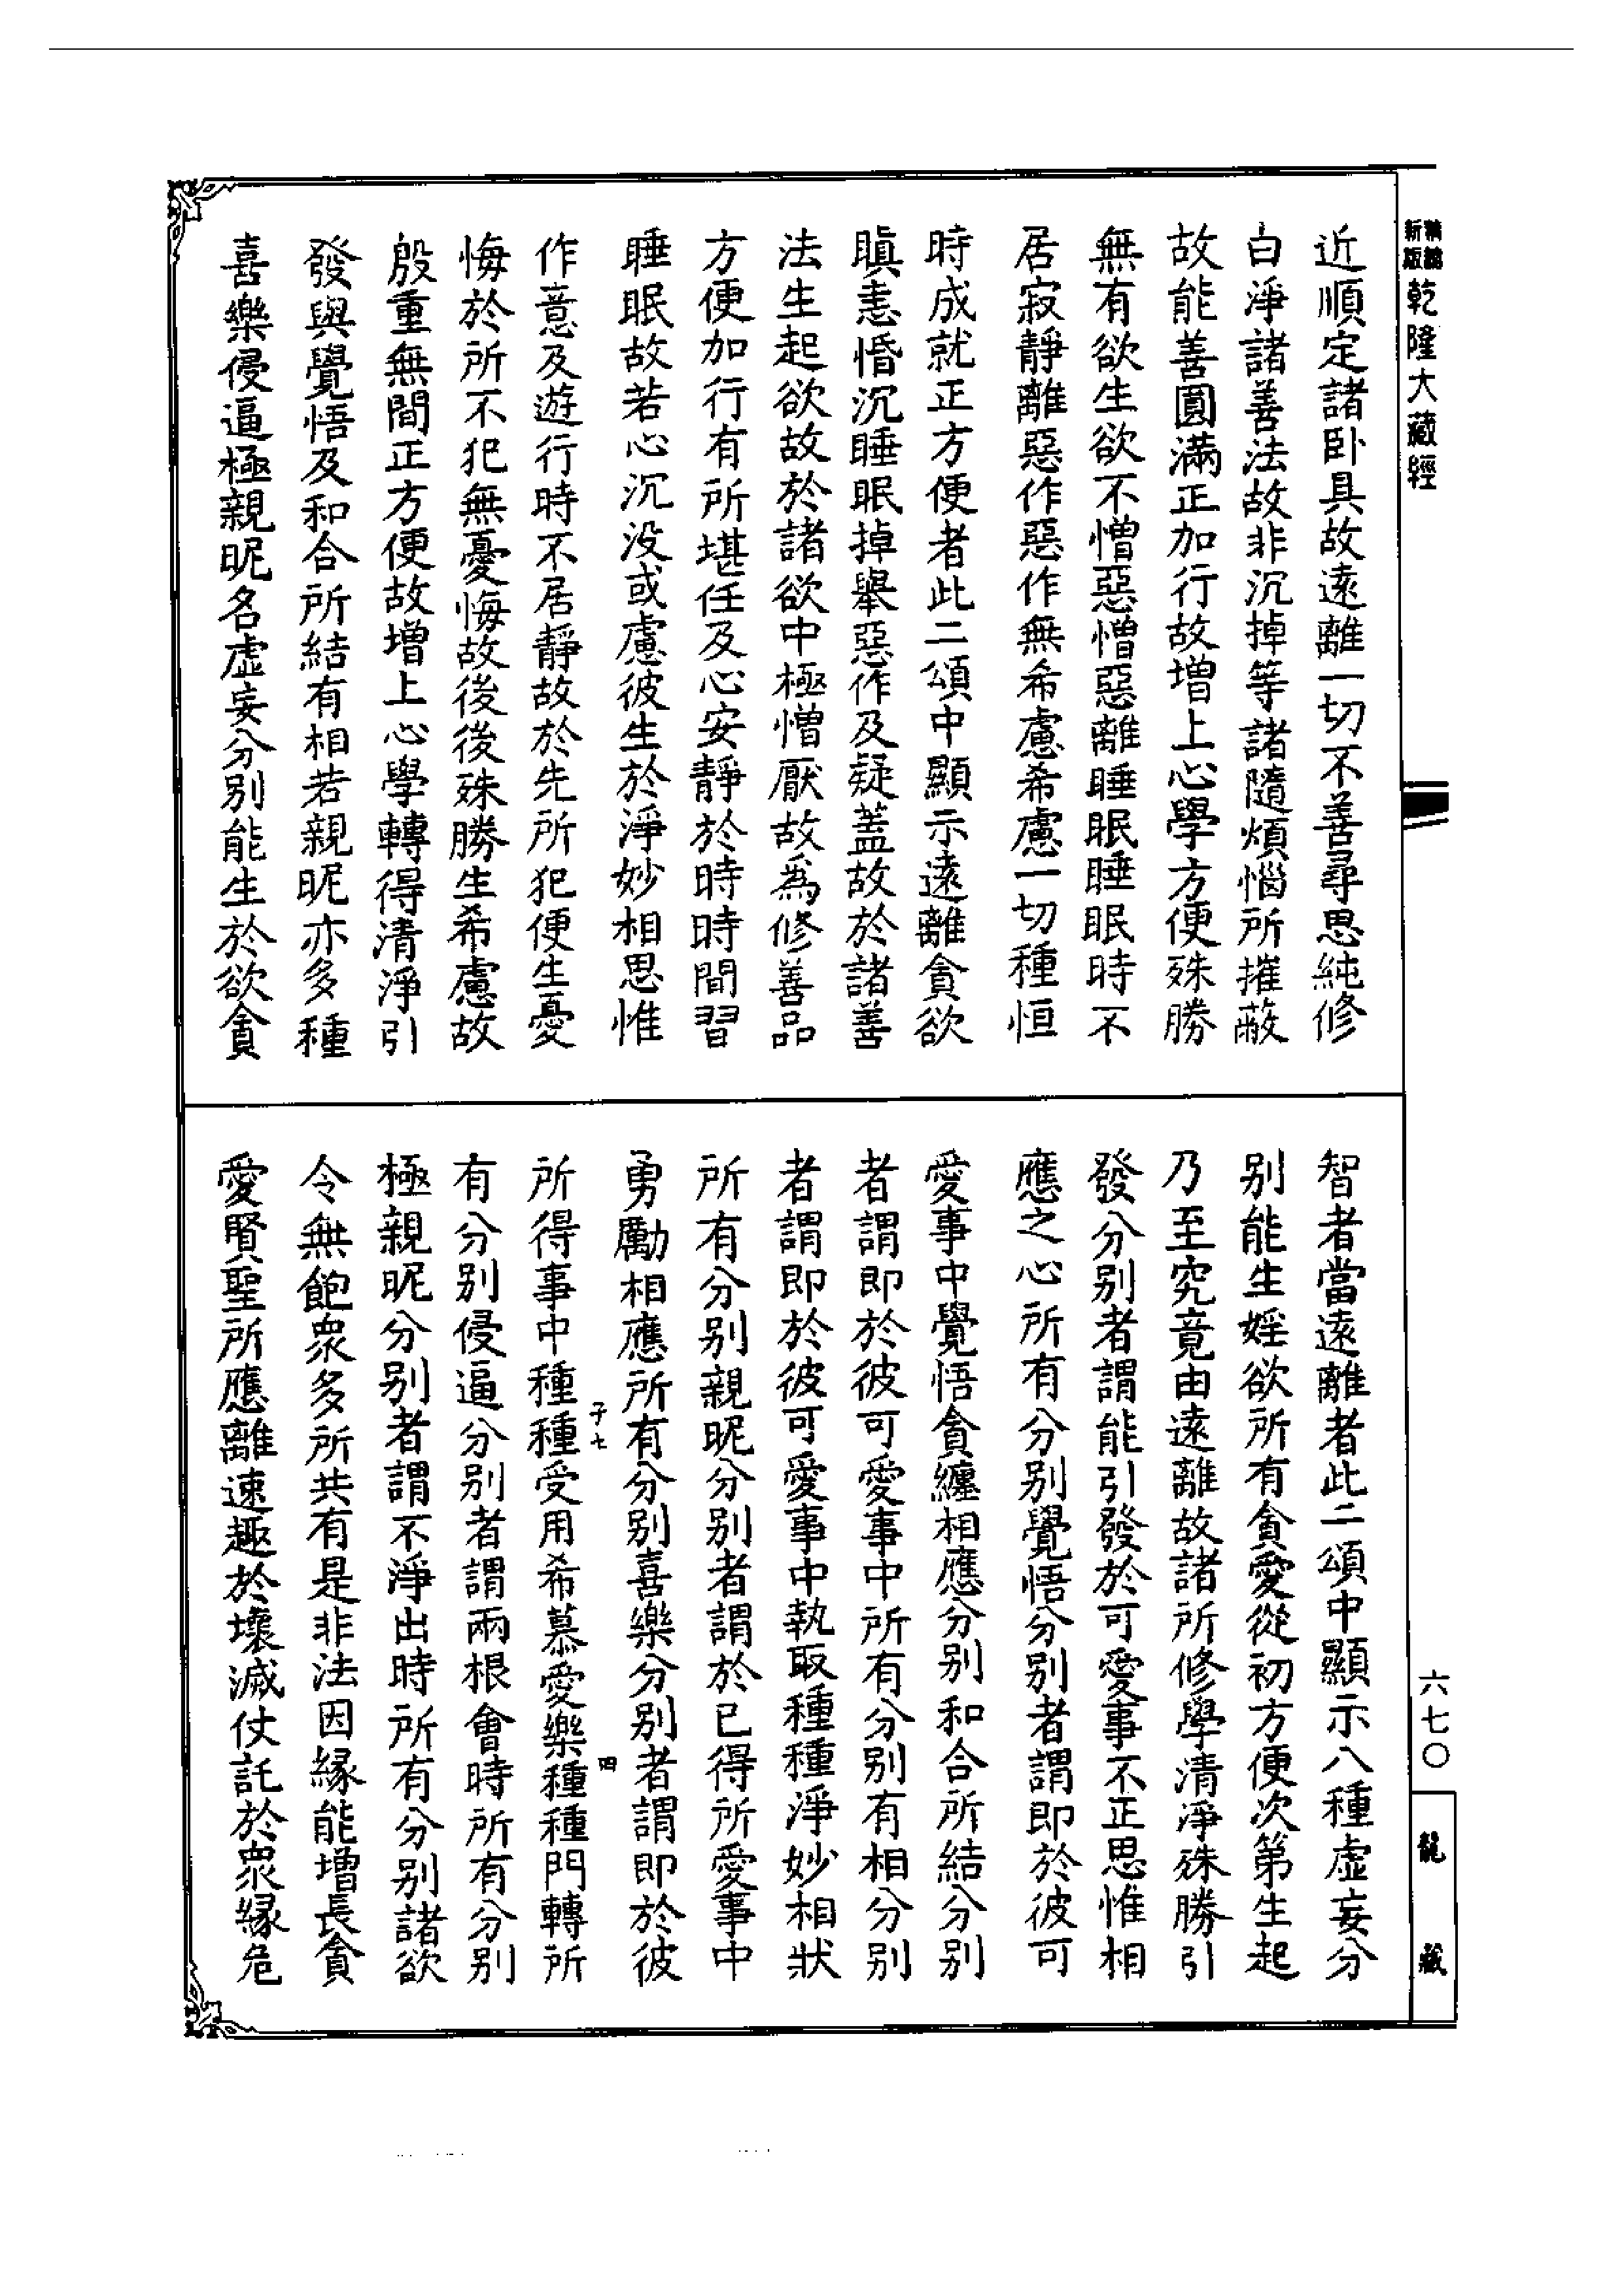 新版
精縮
乾隆大藏經
近順定諸卧具故遠離一切不善尋思純修
白淨諸善法故非沉掉等諸隨煩惱所摧蔽
故能善圓滿正加行故增上心學方便殊勝
無有欲生欲不憎惡憎惡離睡眠睡眠時不
居寂靜離惡作惡作無希慮希慮一切種恒
時成就正方便者此二頌中顯示遠離貪欲
瞋恚惛沉睡眠掉舉惡作及疑蓋故於諸善
法生起欲故於諸欲中極憎厭故爲修善品
方便加行有所堪任及心安靜於時時間習
睡眠故若心沉没或慮彼生於淨妙相思惟
作意及遊行時不居靜故於先所犯便生憂
悔於所不犯無憂悔故後後殊勝生希慮故
殷重無間正方便故增上心學轉得清淨引
發與覺悟及和合所結有相若親昵亦多種
喜樂侵逼極親昵名虛妄分别能生於欲貪
智者當遠離者此二頌中顯示八種虛妄分
别能生婬欲所有貪愛從初方便次第生起
乃至究竟由遠離故諸所修學清淨殊勝引
發分别者謂能引發於可愛事不正思惟相
應之心所有分别覺悟分别者謂即於彼可
愛事中覺悟貪纏相應分别和合所結分别
者謂即於彼可愛事中所有分别有相分别
者謂即於彼可愛事中執取種種淨妙相狀
所有分别親昵分别者謂於已得所愛事中
勇勵相應所有分别喜樂分别者謂即於彼
子七
四
所得事中種種受用希慕愛樂種種門轉所
有分别侵逼分别者謂兩根會時所有分别
極親昵分别者謂不淨出時所有分别諸欲
令無飽衆多所共有是非法因緣能增長貪
愛賢聖所應離速趣於壞滅仗託於衆緣危
六七〇
龍藏